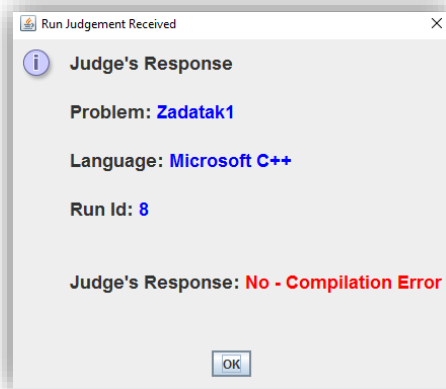 Run Judgement Received
Judge's Response
Problem: Zadatak1
Language: Microsoft C++
Run Id: 8
Judge's Response: No - Compilation Error
OK